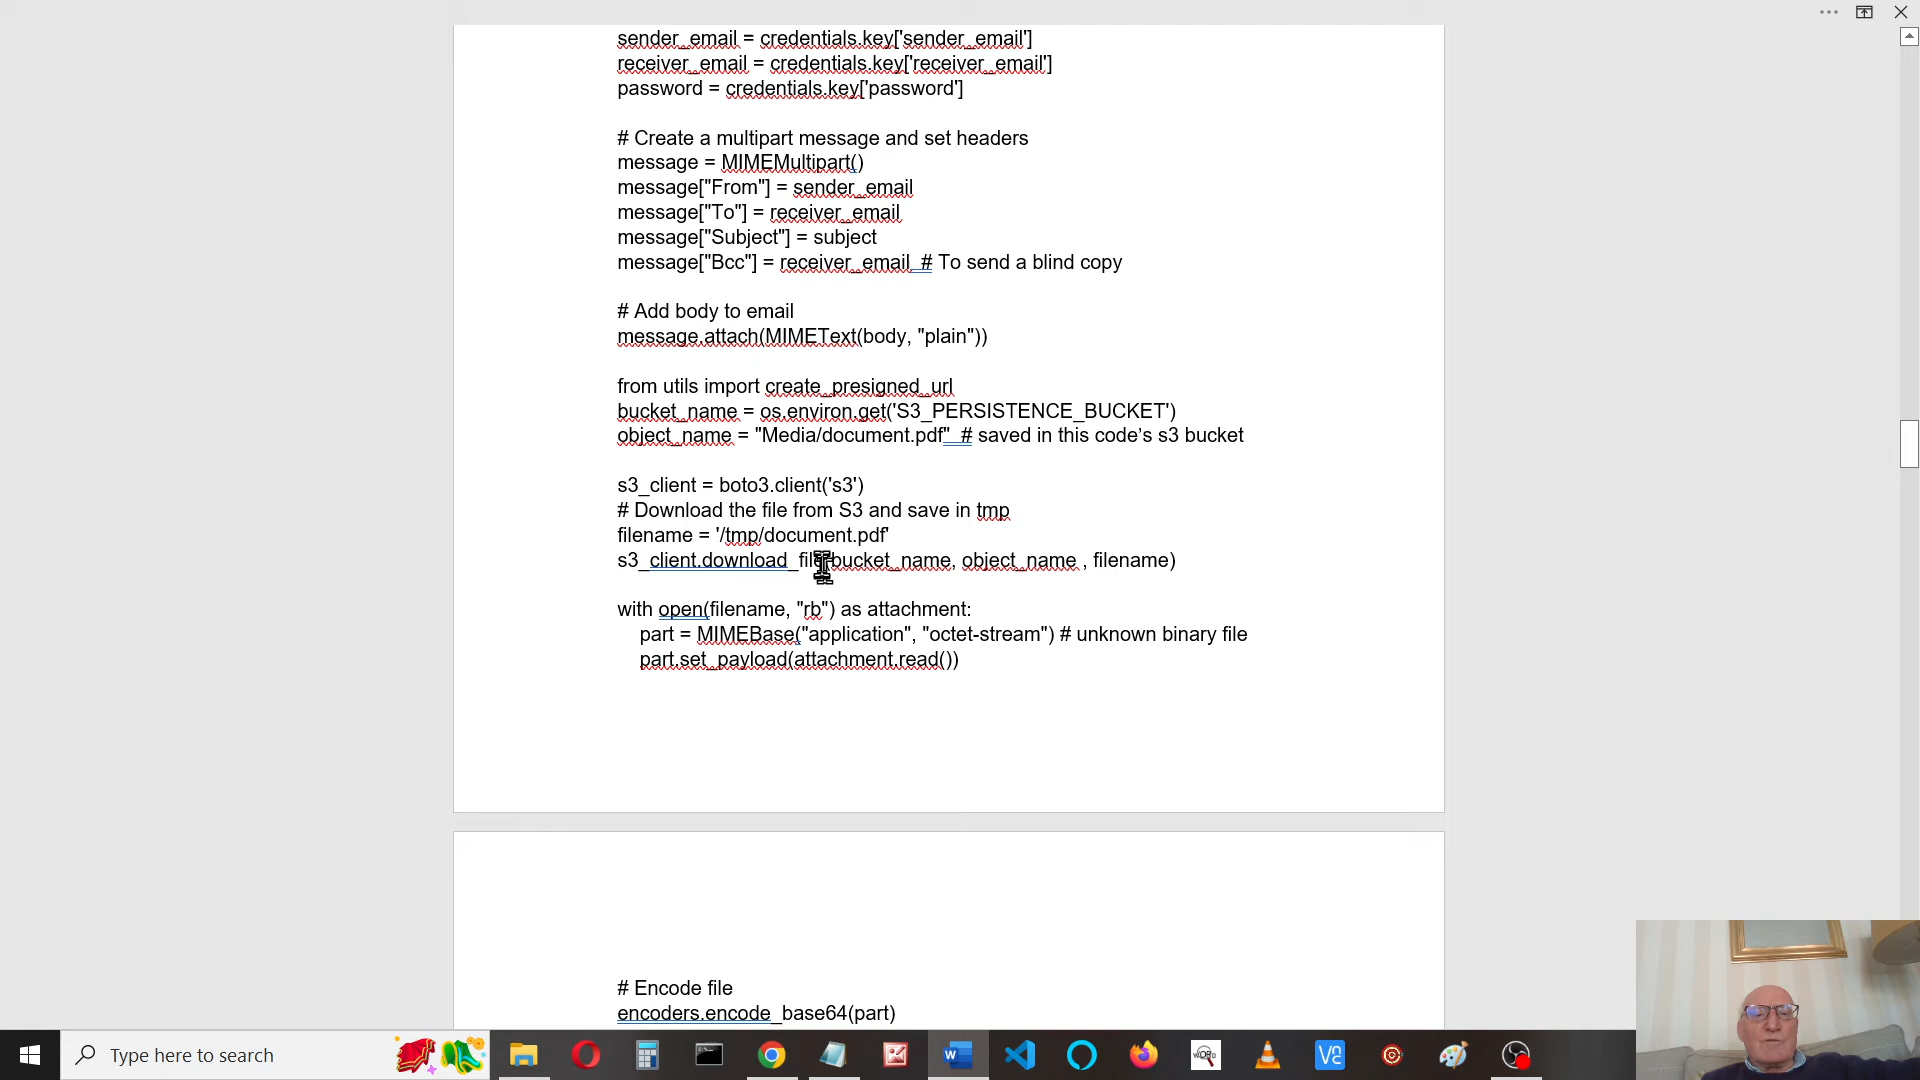 sender_email = credentials.key['sender_email']
receiver_email = credentials.key['receiver_email']
password = credentials.key['password']
# Create a multipart message and set headers
message = MIMEMultipart()
message["From"] = sender_email
message["To"] = receiver_email
message["Subject"] = subject
message["Bcc"] = receiver_email  # To send a blind copy
# Add body to email
message.attach(MIMEText(body, "plain"))
from utils import create_presigned_url
bucket_name = os.environ.get('S3_PERSISTENCE_BUCKET')
object_name = "Media/document.pdf"  # saved in this code’s s3 bucket
s3_client = boto3.client('s3')
# Download the file from S3 and save in tmp
filename = '/tmp/document.pdf'
s3_client.download_file(bucket_name, object_name , filename)
with open(filename, "rb") as attachment:
    part = MIMEBase("application", "octet-stream") # unknown binary file
    part.set_payload(attachment.read())
# Encode file
encoders.encode_base64(part)
Type here to search